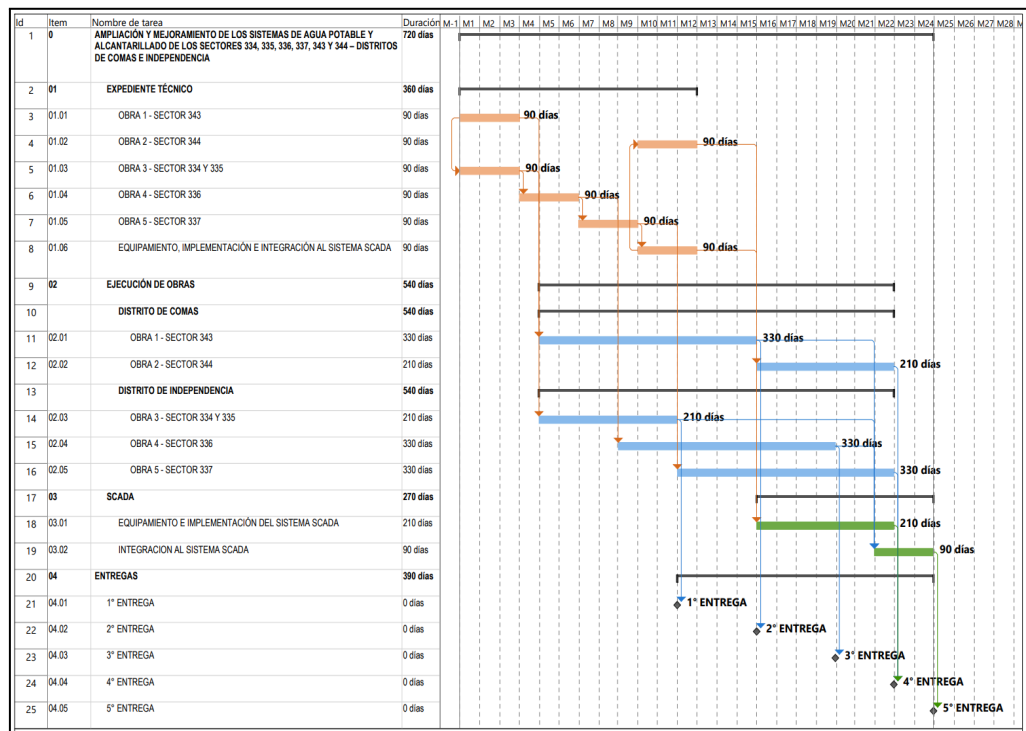 Id Item Nombre de tarea Duración M-1 M1 M2 M3 M4 M5 M6 M7 M8 M9 M10 M11 M12 M13 M14 M15 M16 M17 M18 M19 M20 M21 M22 M23 M24 M25 M26 M27 M28 M
1 0 AMPLIACIÓN Y MEJORAMIENTO DE LOS SISTEMAS DE AGUA POTABLE Y 720 días
ALCANTARILLADO DE LOS SECTORES 334, 335, 336, 337, 343 Y 344 – DISTRITOS
DE COMAS E INDEPENDENCIA
2 01 EXPEDIENTE TÉCNICO 360 días
3 01.01 OBRA 1 - SECTOR 343 90 días 90 días
4 01.02 OBRA 2 - SECTOR 344 90 días 90 días
5 01.03 OBRA 3 - SECTOR 334 Y 335 90 días 90 días
6 01.04 OBRA 4 - SECTOR 336 90 días 90 días
7 01.05 OBRA 5 - SECTOR 337 90 días 90 días
8 01.06 EQUIPAMIENTO, IMPLEMENTACIÓN E INTEGRACIÓN AL SISTEMA SCADA 90 días 90 días
9 02 EJECUCIÓN DE OBRAS 540 días
10 DISTRITO DE COMAS 540 días
11 02.01 OBRA 1 - SECTOR 343 330 días 330 días
12 02.02 OBRA 2 - SECTOR 344 210 días 210 días
13 DISTRITO DE INDEPENDENCIA 540 días
14 02.03 OBRA 3 - SECTOR 334 Y 335 210 días 210 días
15 02.04 OBRA 4 - SECTOR 336 330 días 330 días
16 02.05 OBRA 5 - SECTOR 337 330 días 330 días
17 03 SCADA 270 días
18 03.01 EQUIPAMIENTO E IMPLEMENTACIÓN DEL SISTEMA SCADA 210 días 210 días
19 03.02 INTEGRACION AL SISTEMA SCADA 90 días 90 días
20 04 ENTREGAS 390 días
21 04.01 1° ENTREGA 0 días 1° ENTREGA
22 04.02 2° ENTREGA 0 días 2° ENTREGA
23 04.03 3° ENTREGA 0 días 3° ENTREGA
24 04.04 4° ENTREGA 0 días 4° ENTREGA
25 04.05 5° ENTREGA 0 días 5° ENTREGA